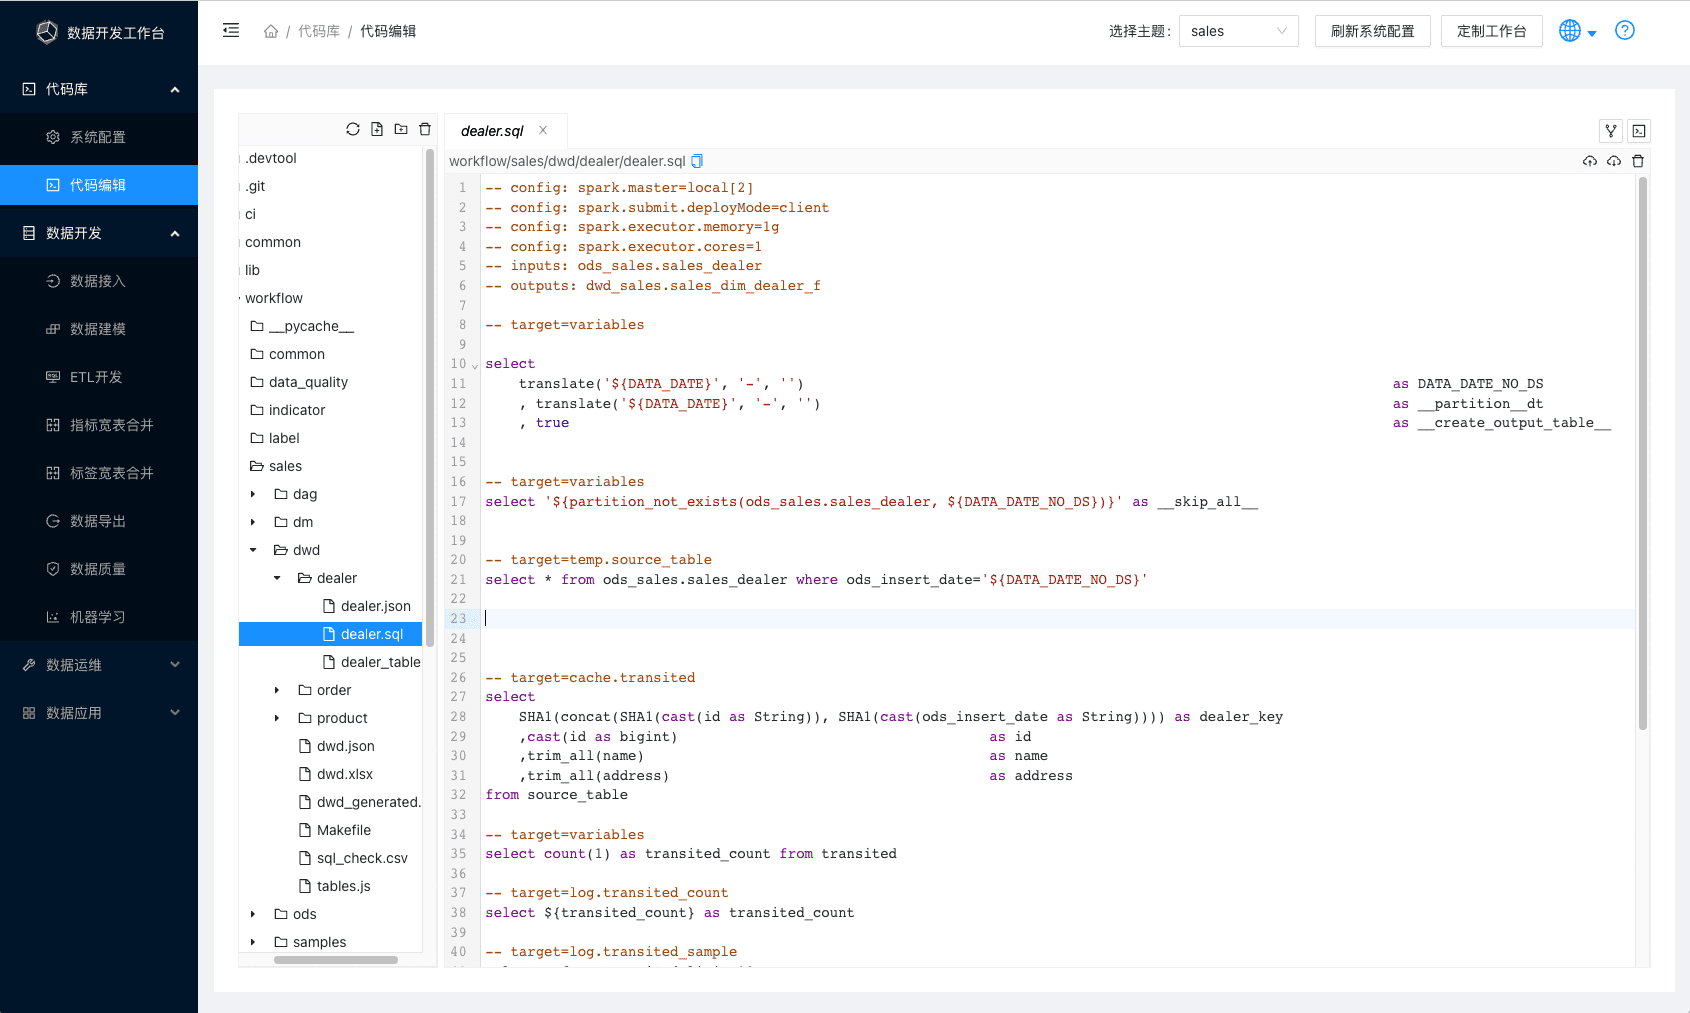 数据开发工作台
代码库
系统配置
代码编辑
数据开发
数据接入
数据建模
ETL开发
指标宽表合并
标签宽表合并
数据导出
数据质量
机器学习
数据运维
数据应用
/ 代码库 / 代码编辑
选择主题： sales
刷新系统配置
定制工作台
.devtool
.git
ci
common
lib
workflow
__pycache__
common
data_quality
indicator
label
sales
dag
dm
dwd
dealer
dealer.json
dealer.sql
dealer_table
order
product
dwd.json
dwd.xlsx
dwd_generated.
Makefile
sql_check.csv
tables.js
ods
samples
dealer.sql
workflow/sales/dwd/dealer/dealer.sql
1 -- config: spark.master=local[2]
2 -- config: spark.submit.deployMode=client
3 -- config: spark.executor.memory=1g
4 -- config: spark.executor.cores=1
5 -- inputs: ods_sales.sales_dealer
6 -- outputs: dwd_sales.sales_dim_dealer_f
7
8 -- target=variables
9
10 select
11 translate('${DATA_DATE}', '-', '') as DATA_DATE_NO_DS
12 , translate('${DATA_DATE}', '-', '') as __partition__dt
13 , true as __create_output_table__
14
15
16 -- target=variables
17 select '${partition_not_exists(ods_sales.sales_dealer, ${DATA_DATE_NO_DS})}' as __skip_all__
18
19
20 -- target=temp.source_table
21 select * from ods_sales.sales_dealer where ods_insert_date='${DATA_DATE_NO_DS}'
22
23
24
25
26 -- target=cache.transited
27 select
28 SHA1(concat(SHA1(cast(id as String)), SHA1(cast(ods_insert_date as String)))) as dealer_key
29 ,cast(id as bigint) as id
30 ,trim_all(name) as name
31 ,trim_all(address) as address
32 from source_table
33
34 -- target=variables
35 select count(1) as transited_count from transited
36
37 -- target=log.transited_count
38 select ${transited_count} as transited_count
39
40 -- target=log.transited_sample